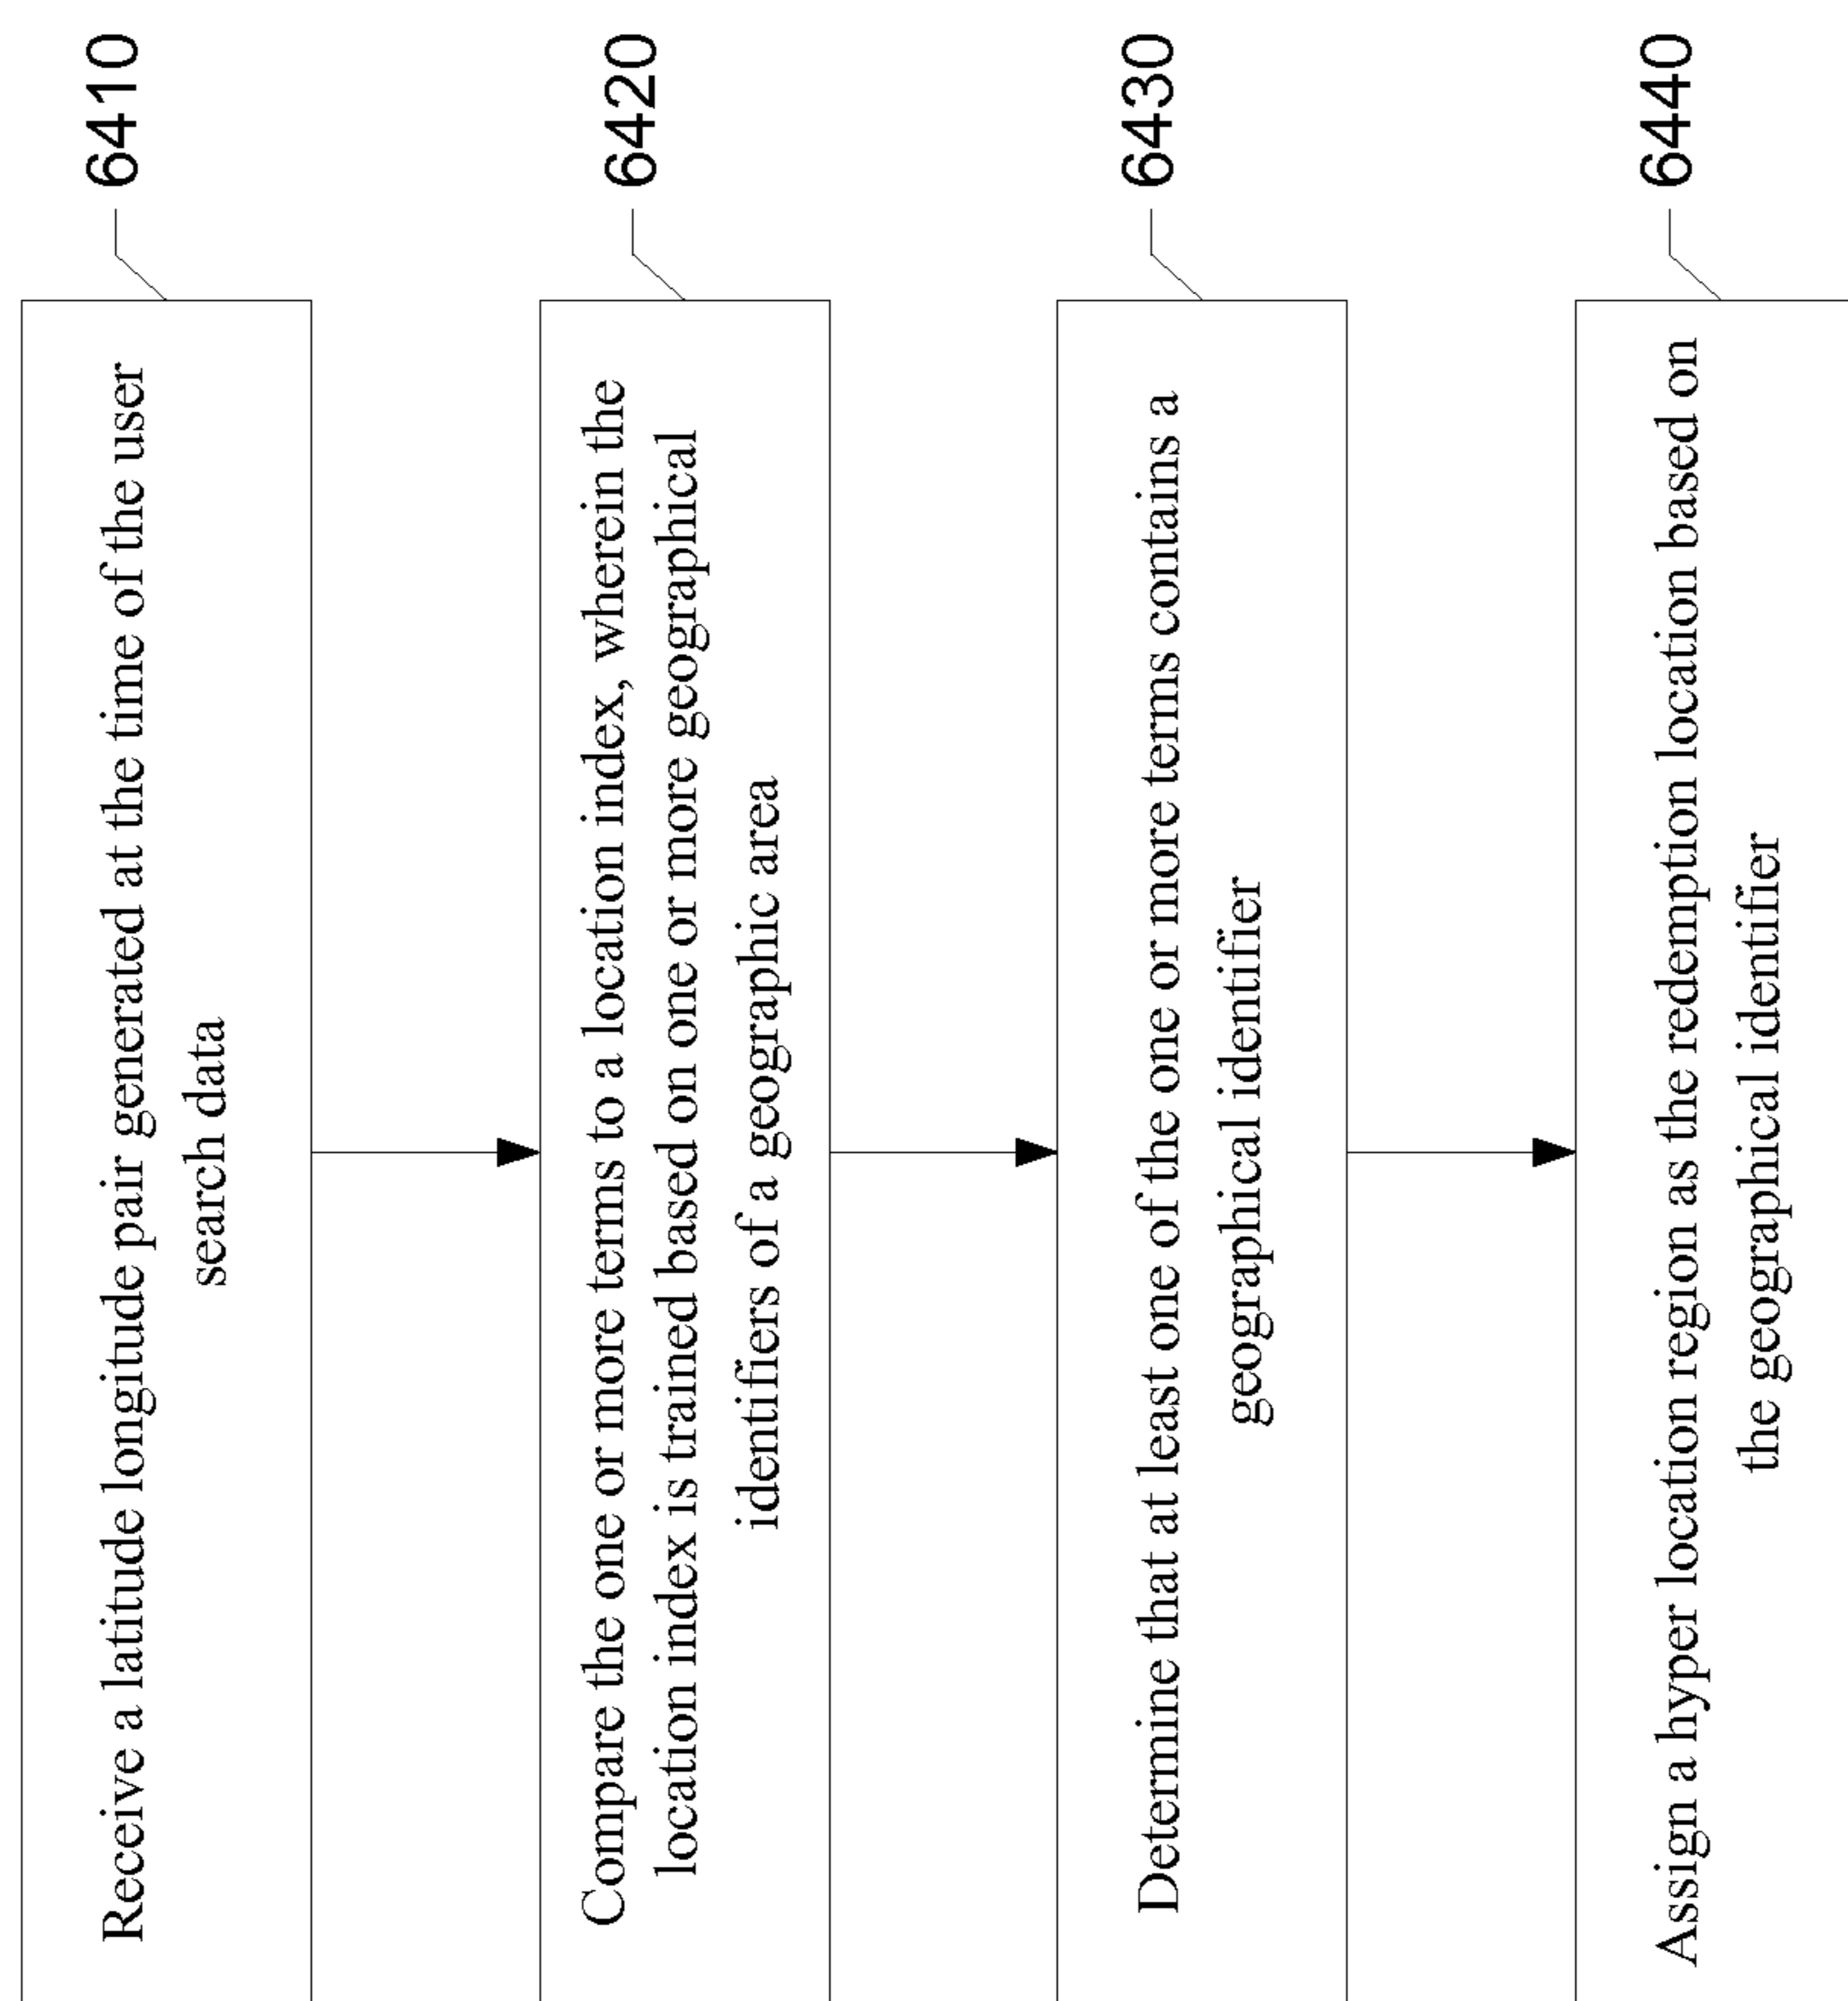 Receive a latitude longitude pair generated at the time of the user
search data
6410
Compare the one or more terms to a location index, wherein the
location index is trained based on one or more geographical
identifiers of a geographic area
6420
Determine that at least one of the one or more terms contains a
geographical identifier
6430
Assign a hyper location region as the redemption location based on
the geographical identifier
6440